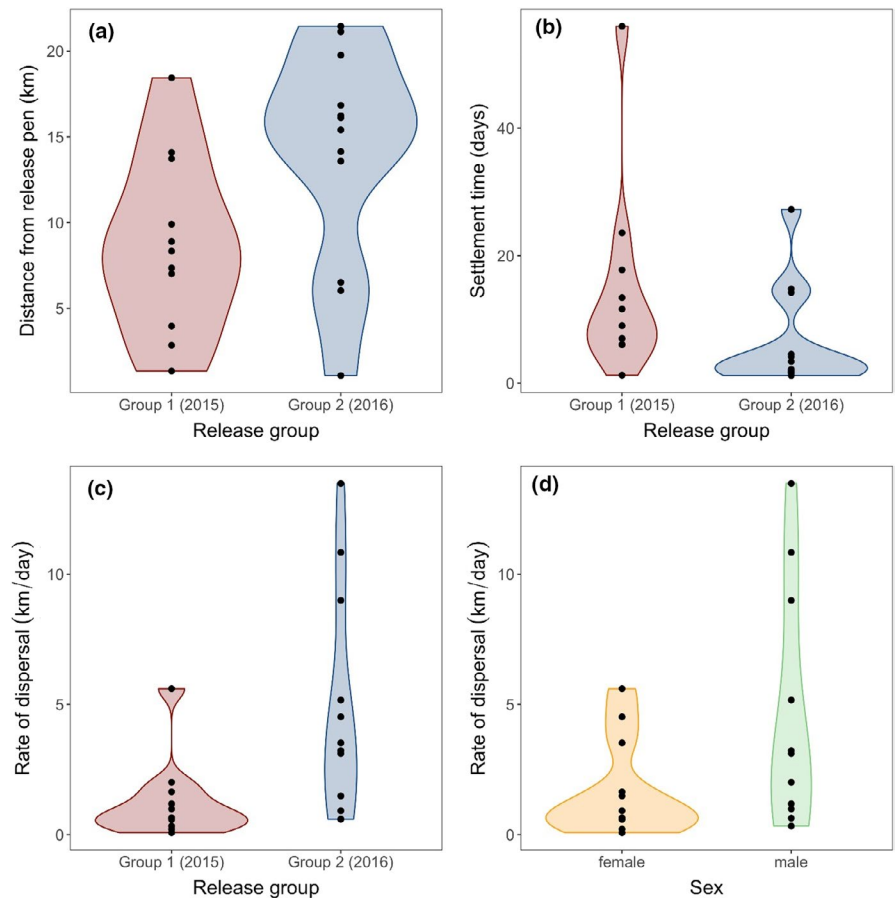 (a)
Distance from release pen (km)
20
15
10
5
Group 1 (2015) Group 2 (2016)
Release group
(b)
Settlement time (days)
40
20
0
Group 1 (2015) Group 2 (2016)
Release group
(c)
Rate of dispersal (km/day)
10
5
0
Group 1 (2015) Group 2 (2016)
Release group
(d)
Rate of dispersal (km/day)
10
5
0
female male
Sex